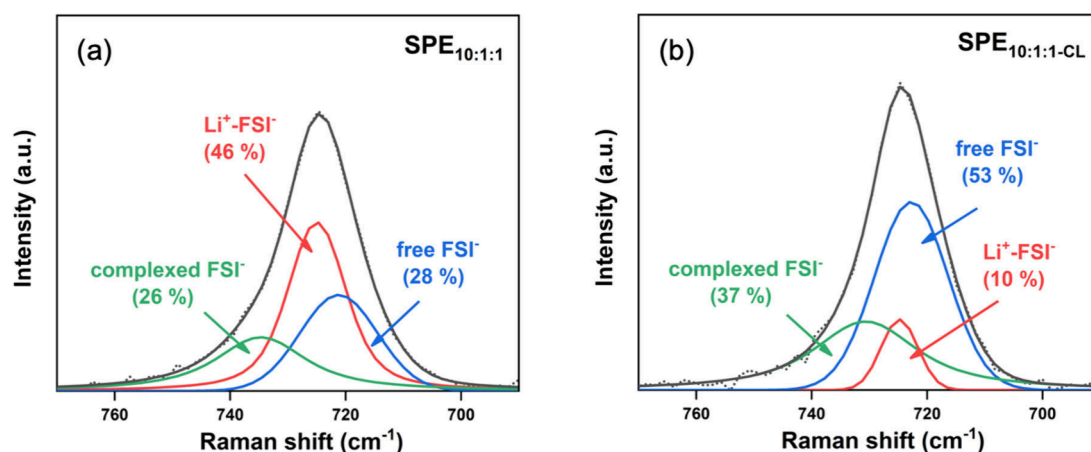 (a)
SPE10:1:1
Li+-FSI-
(46 %)
complexed FSI-
(26 %)
free FSI-
(28 %)
Intensity (a.u.)
760
740
720
700
Raman shift (cm-1)
(b)
SPE10:1:1-CL
free FSI-
(53 %)
complexed FSI-
(37 %)
Li+-FSI-
(10 %)
Intensity (a.u.)
760
740
720
700
Raman shift (cm-1)